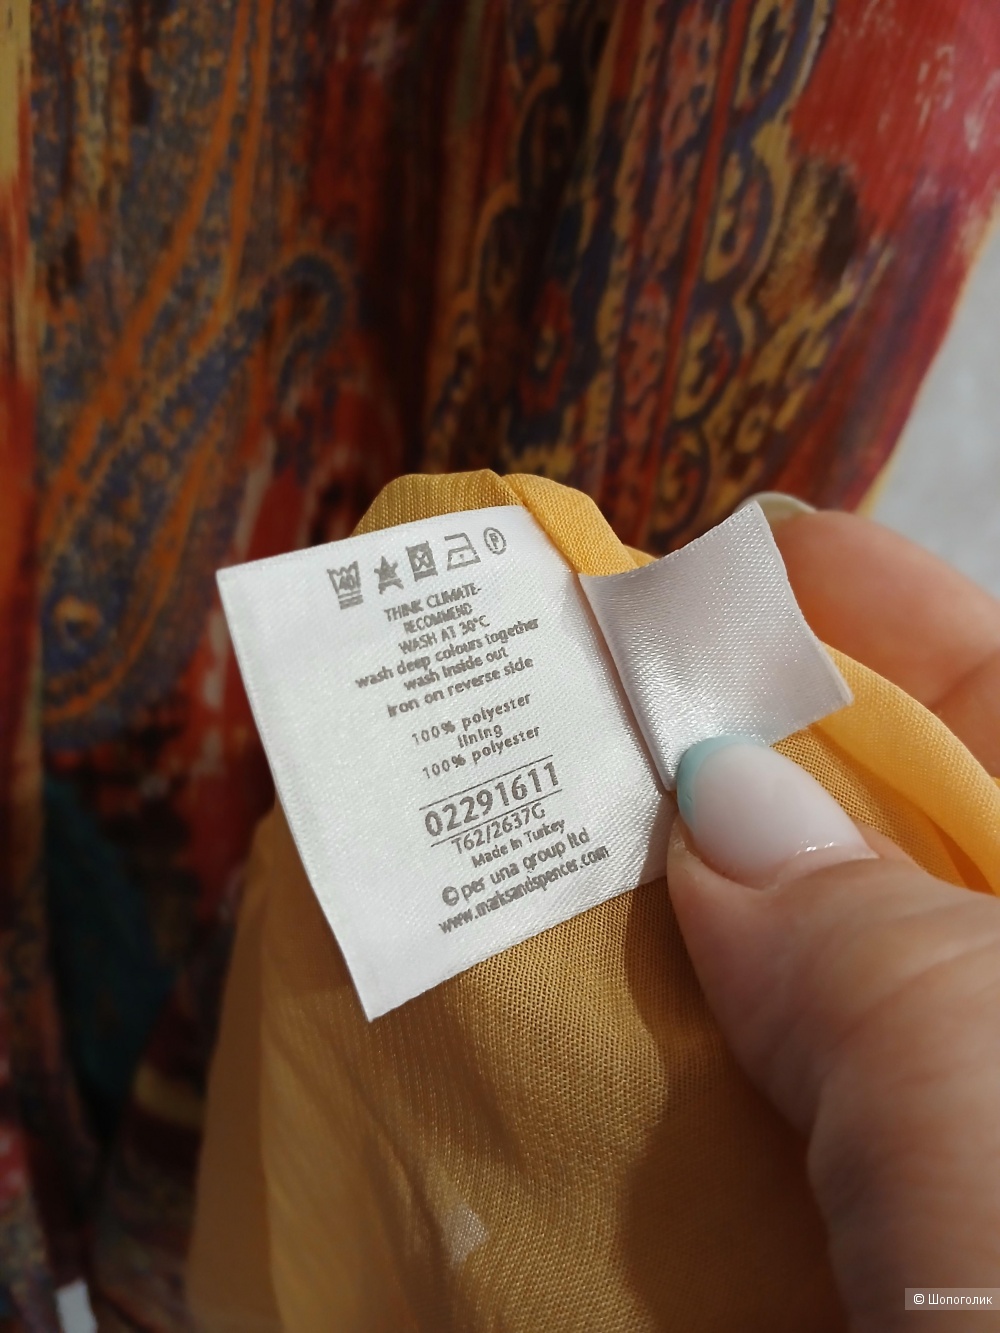 40 P
THINK CLIMATE-
RECOMMEND
WASH AT 30°C
wash deep colours together
wash inside out
iron on reverse side
100% polyester
lining
100% polyester
02291611
T62/2637G
Made in Turkey
© per una group ltd
www.marksandspencer.com
© Шопоголик